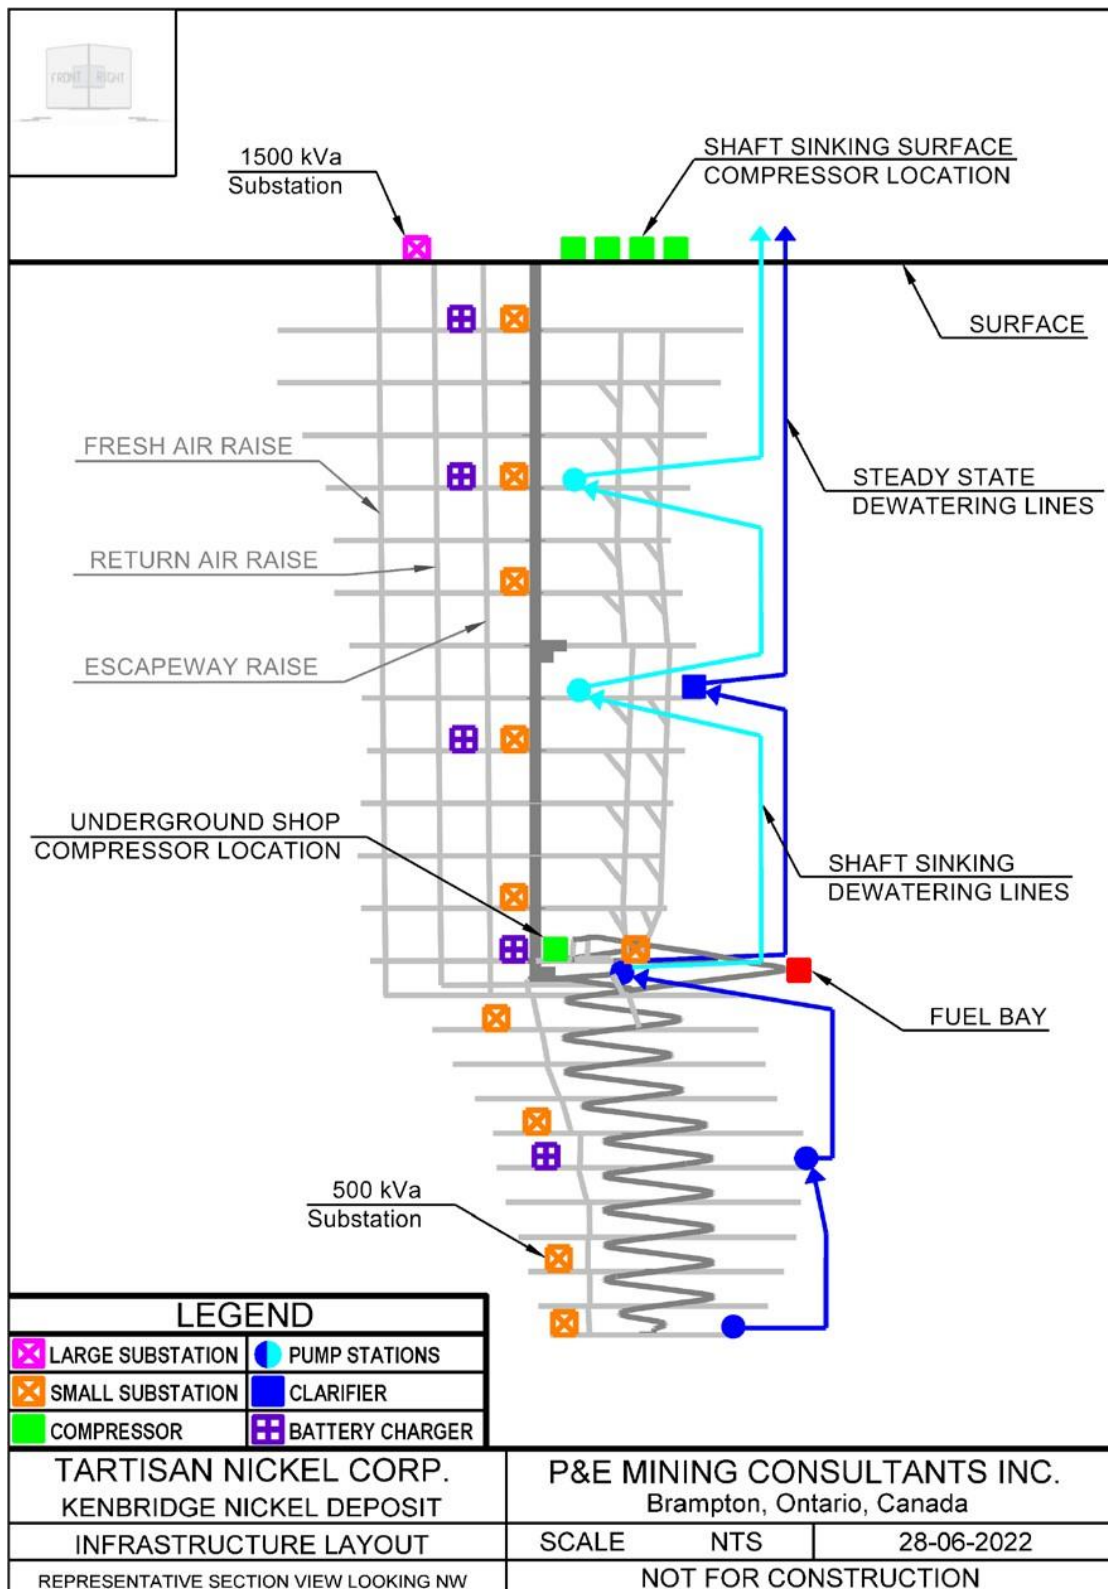 FRONT RIGHT
1500 kVa
Substation
SHAFT SINKING SURFACE
COMPRESSOR LOCATION
SURFACE
FRESH AIR RAISE
STEADY STATE
DEWATERING LINES
RETURN AIR RAISE
ESCAPEWAY RAISE
UNDERGROUND SHOP
COMPRESSOR LOCATION
SHAFT SINKING
DEWATERING LINES
FUEL BAY
500 kVa
Substation
LEGEND
LARGE SUBSTATION PUMP STATIONS
SMALL SUBSTATION CLARIFIER
COMPRESSOR BATTERY CHARGER
TARTISAN NICKEL CORP.
KENBRIDGE NICKEL DEPOSIT
P&E MINING CONSULTANTS INC.
Brampton, Ontario, Canada
INFRASTRUCTURE LAYOUT
SCALE NTS 28-06-2022
REPRESENTATIVE SECTION VIEW LOOKING NW
NOT FOR CONSTRUCTION